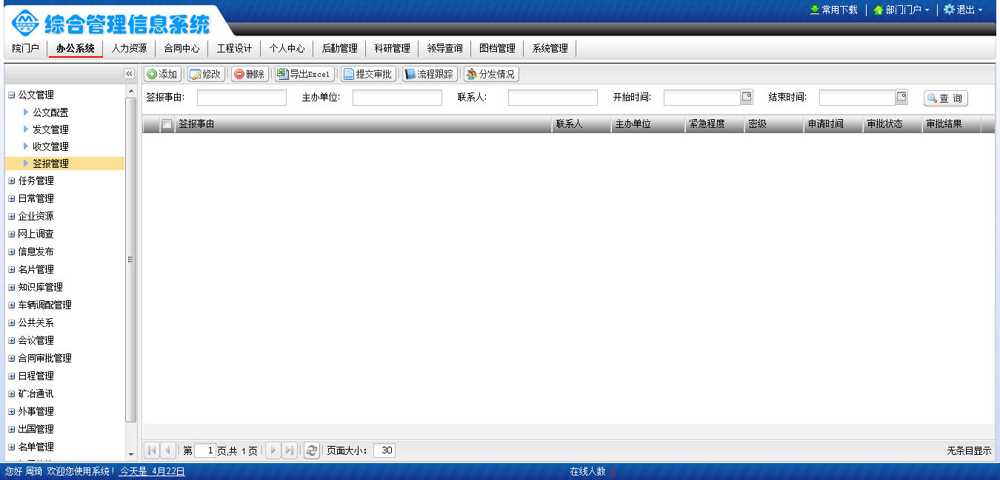 常用下载 部门门户 退出
综合管理信息系统
院门户 办公系统 人力资源 合同中心 工程设计 个人中心 后勤管理 科研管理 领导查询 图档管理 系统管理
添加 修改 删除 导出Excel 提交审批 流程跟踪 分发情况
签报事由: 主办单位: 联系人: 开始时间: 结束时间: 查 询
签报事由 联系人 主办单位 紧急程度 密级 申请时间 审批状态 审批结果
公文管理
公文配置
发文管理
收文管理
签报管理
任务管理
日常管理
企业资源
网上调查
信息发布
名片管理
知识库管理
车辆调配管理
公共关系
会议管理
合同审批管理
日程管理
矿冶通讯
外事管理
出国管理
名单管理
第 1 页,共 1 页 页面大小: 30 无条目显示
您好 周琦 欢迎您使用系统! 今天是 4月22日 在线人数